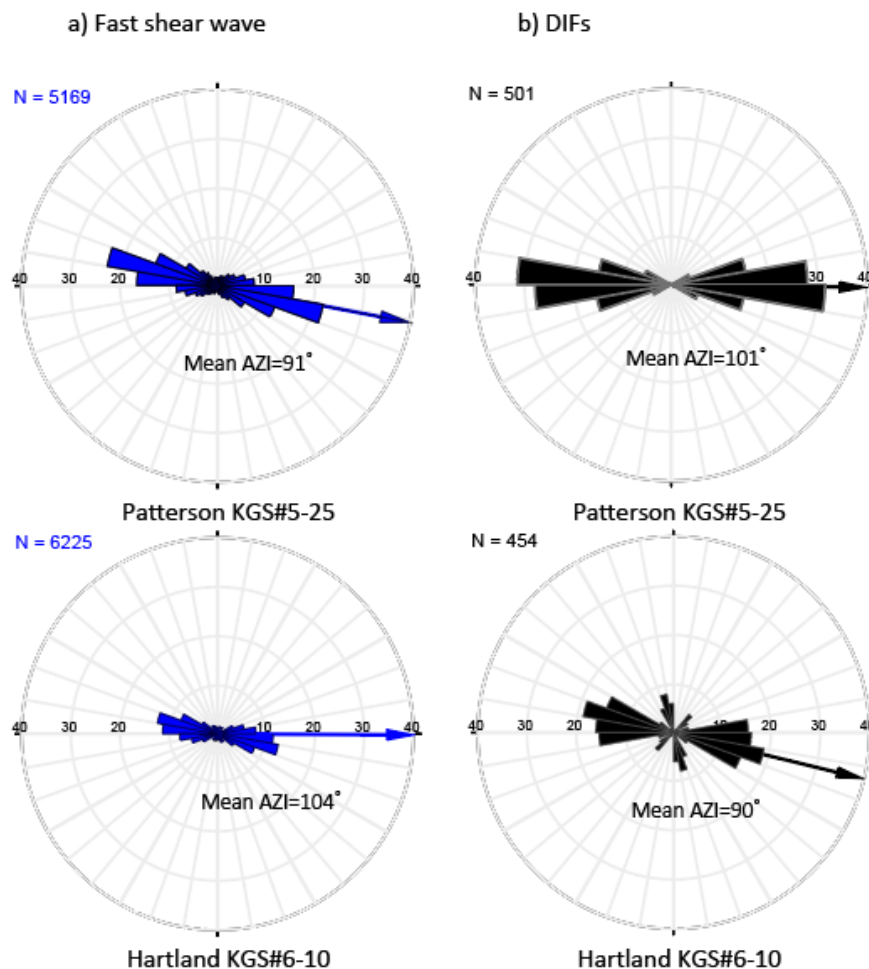 a) Fast shear wave
b) DIFs
N = 5169
N = 501
40 30 20 10 20 30 40
40 30 40
Mean AZI=91°
Mean AZI=101°
Patterson KGS#5-25
Patterson KGS#5-25
N = 6225
N = 454
40 30 20 10 20 30 40
40 30 20 10 20 30 40
Mean AZI=104°
Mean AZI=90°
Hartland KGS#6-10
Hartland KGS#6-10